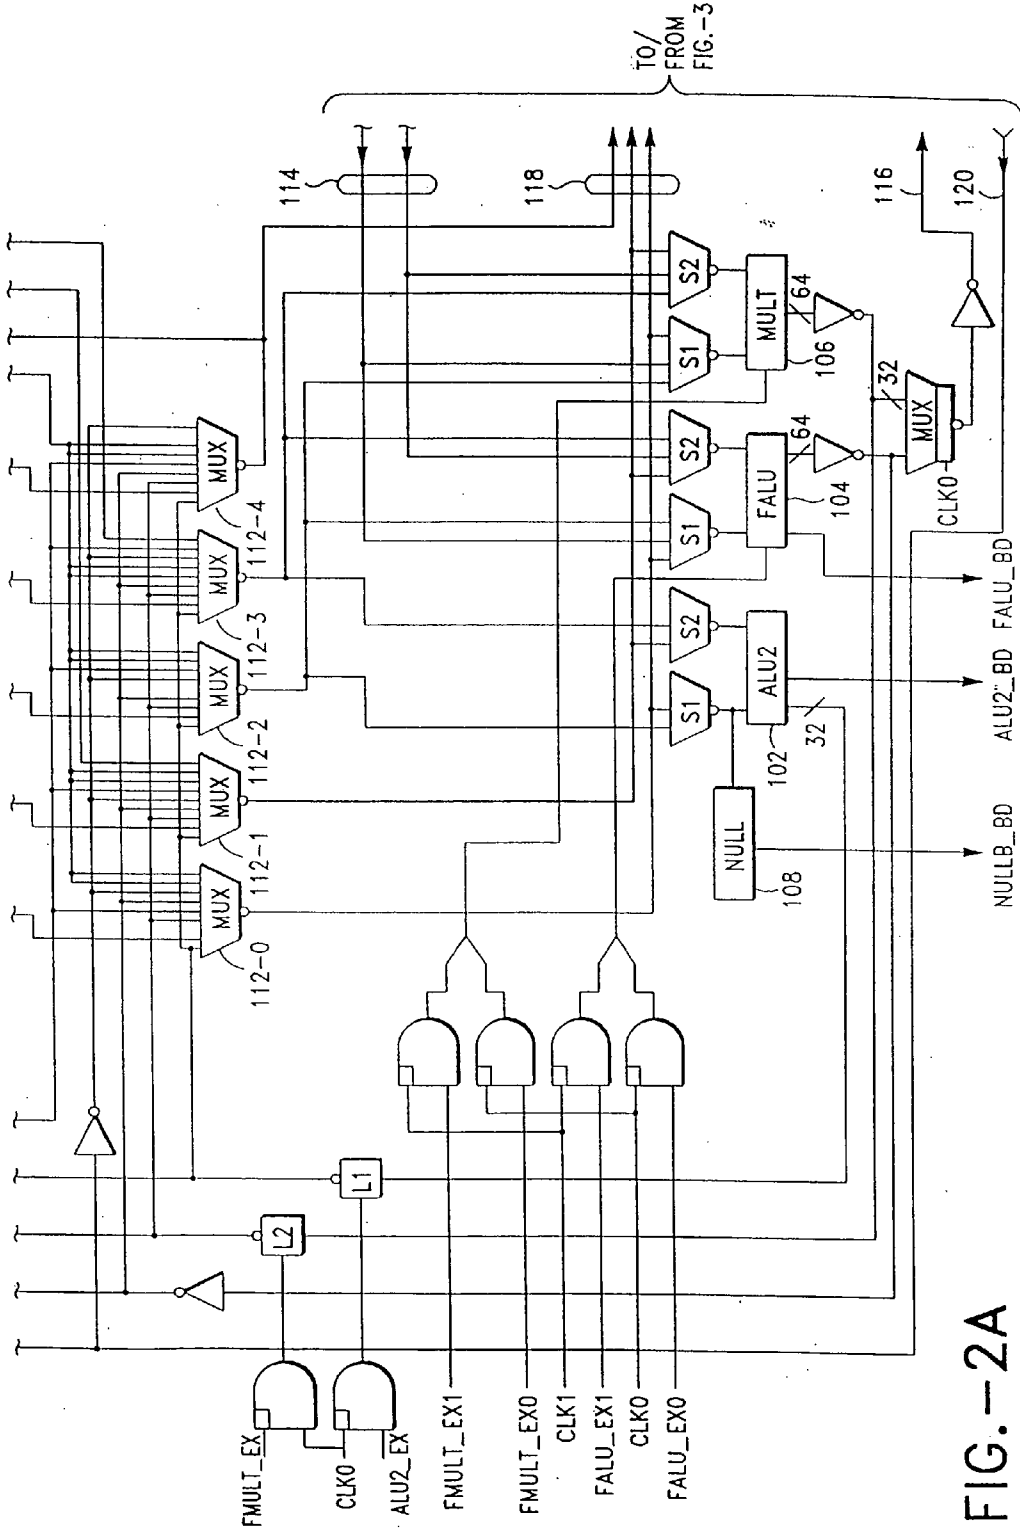 TO/
FROM
FIG.-3
114
118
116
120
MUX
112-4
MUX
112-3
MUX
112-2
MUX
112-1
MUX
112-0
S2
S1
MULT
106
64
S2
S1
FALU
104
64
S2
S1
ALU2
102
32
NULL
108
32
MUX
CLK0
FALU_BD
ALU2_BD
NULLB_BD
L1
L2
FMULT_EX
CLK0
ALU2_EX
FMULT_EX1
FMULT_EX0
CLK1
FALU_EX1
CLK0
FALU_EX0
FIG.-2A